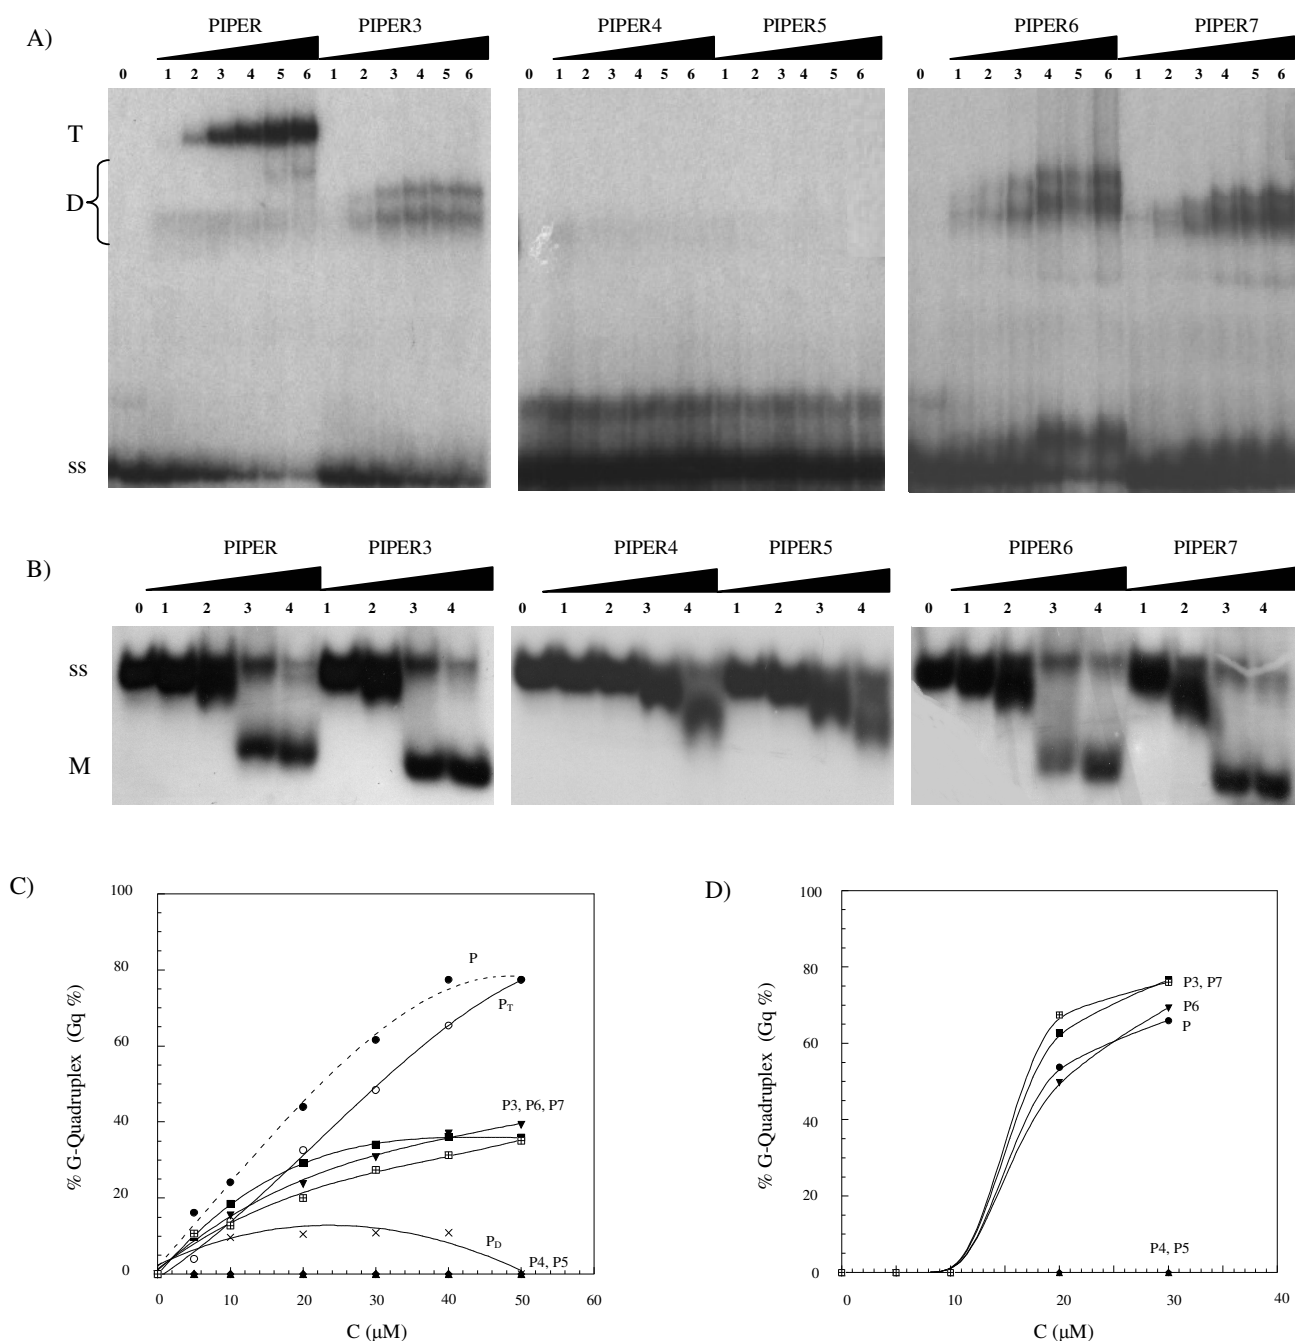 A)
PIPER PIPER3 PIPER4 PIPER5 PIPER6 PIPER7
0 1 2 3 4 5 6 1 2 3 4 5 6 0 1 2 3 4 5 6 1 2 3 4 5 6 0 1 2 3 4 5 6 1 2 3 4 5 6
T
D
ss
B)
PIPER PIPER3 PIPER4 PIPER5 PIPER6 PIPER7
0 1 2 3 4 1 2 3 4 0 1 2 3 4 1 2 3 4 0 1 2 3 4 1 2 3 4
ss
M
C)
% G-Quadruplex (Gq %)
100
80
60
40
20
0
P
P_T
P3, P6, P7
P_D
P4, P5
0 10 20 30 40 50 60
C (μM)
D)
% G-Quadruplex (Gq %)
100
80
60
40
20
0
P3, P7
P6
P
P4, P5
0 10 20 30 40
C (μM)